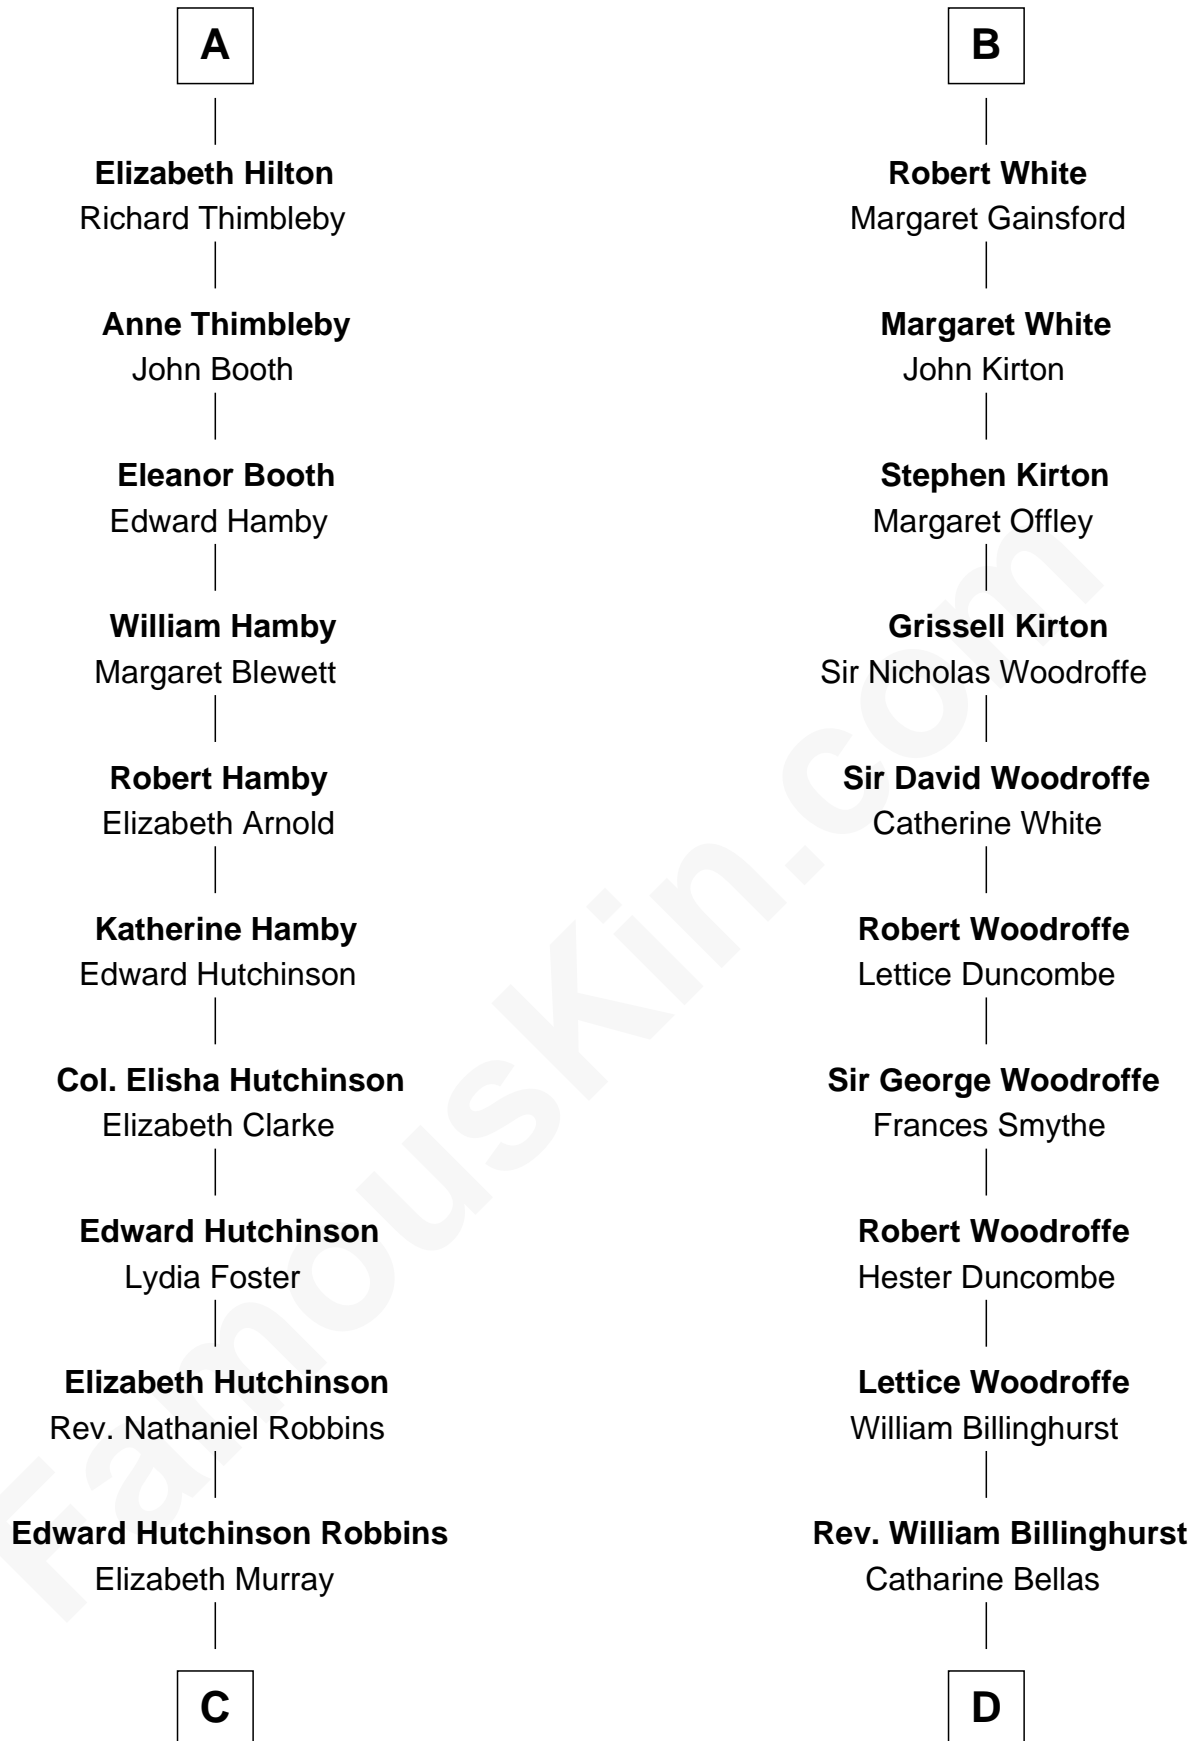 A
Elizabeth Hilton
Richard Thimbleby
Anne Thimbleby
John Booth
Eleanor Booth
Edward Hamby
William Hamby
Margaret Blewett
Robert Hamby
Elizabeth Arnold
Katherine Hamby
Edward Hutchinson
Col. Elisha Hutchinson
Elizabeth Clarke
Edward Hutchinson
Lydia Foster
Elizabeth Hutchinson
Rev. Nathaniel Robbins
Edward Hutchinson Robbins
Elizabeth Murray
C
B
Robert White
Margaret Gainsford
Margaret White
John Kirton
Stephen Kirton
Margaret Offley
Grissell Kirton
Sir Nicholas Woodroffe
Sir David Woodroffe
Catherine White
Robert Woodroffe
Lettice Duncombe
Sir George Woodroffe
Frances Smythe
Robert Woodroffe
Hester Duncombe
Lettice Woodroffe
William Billinghurst
Rev. William Billinghurst
Catharine Bellas
D
FamousKin.com